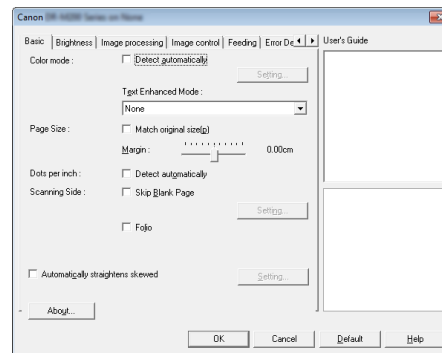 Canon
Basic Brightness Image processing Image control Feeding Error De User's Guide
Color mode : Detect automatically
Setting...
Text Enhanced Mode :
None
Page Size : Match original size(p)
Margin : 0.00cm
Dots per inch : Detect automatically
Scanning Side : Skip Blank Page
Setting...
Folio
Automatically straightens skewed Setting...
About...
OK Cancel Default Help